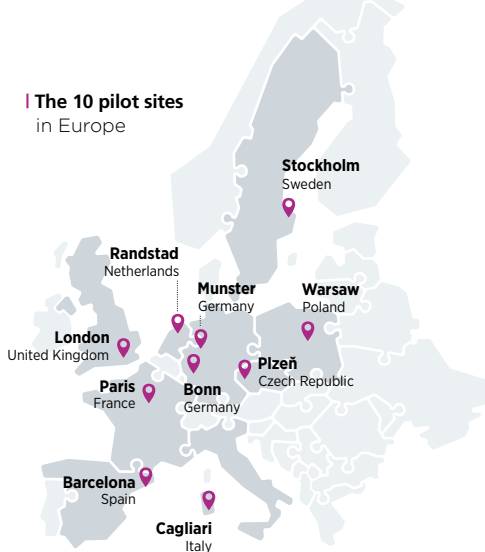 The 10 pilot sites
in Europe
Stockholm
Sweden
Randstad
Netherlands
Munster
Germany
Warsaw
Poland
London
United Kingdom
Plzeň
Czech Republic
Paris
France
Bonn
Germany
Barcelona
Spain
Cagliari
Italy